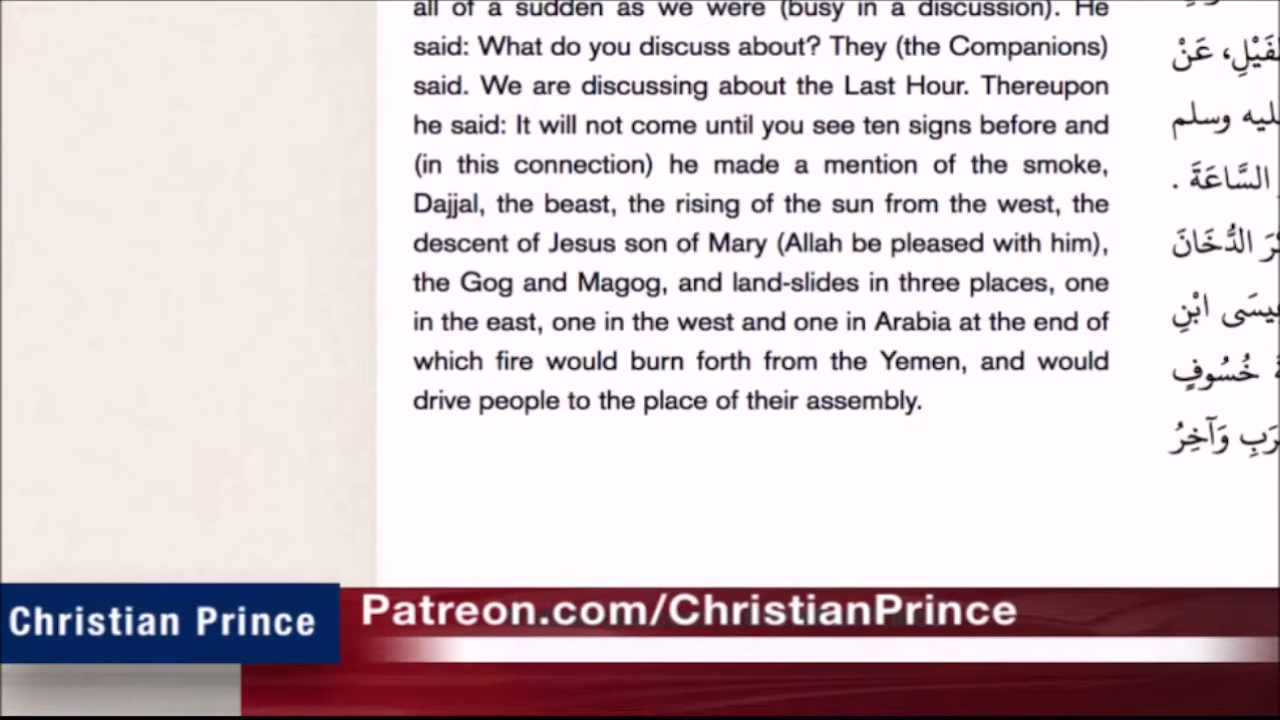 all of a sudden as we were (busy in a discussion). He
said: What do you discuss about? They (the Companions)
said. We are discussing about the Last Hour. Thereupon
he said: It will not come until you see ten signs before and
(in this connection) he made a mention of the smoke,
Dajjal, the beast, the rising of the sun from the west, the
descent of Jesus son of Mary (Allah be pleased with him),
the Gog and Magog, and land-slides in three places, one
in the east, one in the west and one in Arabia at the end of
which fire would burn forth from the Yemen, and would
drive people to the place of their assembly.
عَنْ
وسلم
السَّاعَةَ .
الدُّخَانَ
ابْنِ
خُسُوفٍ
وَآخِرُ
Christian Prince
Patreon.com/ChristianPrince